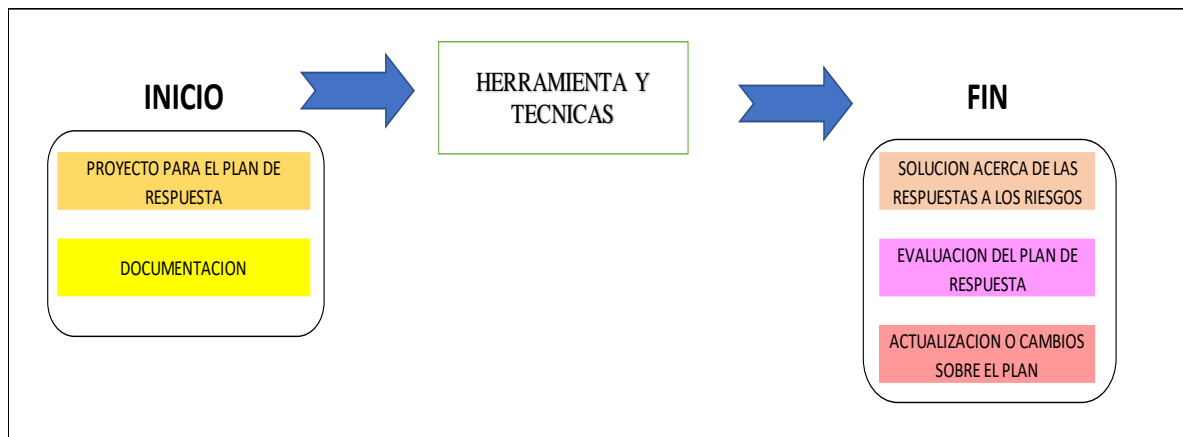 INICIO
PROYECTO PARA EL PLAN DE
RESPUESTA
DOCUMENTACION
HERRAMIENTA Y
TECNICAS
FIN
SOLUCION ACERCA DE LAS
RESPUESTAS A LOS RIESGOS
EVALUACION DEL PLAN DE
RESPUESTA
ACTUALIZACION O CAMBIOS
SOBRE EL PLAN